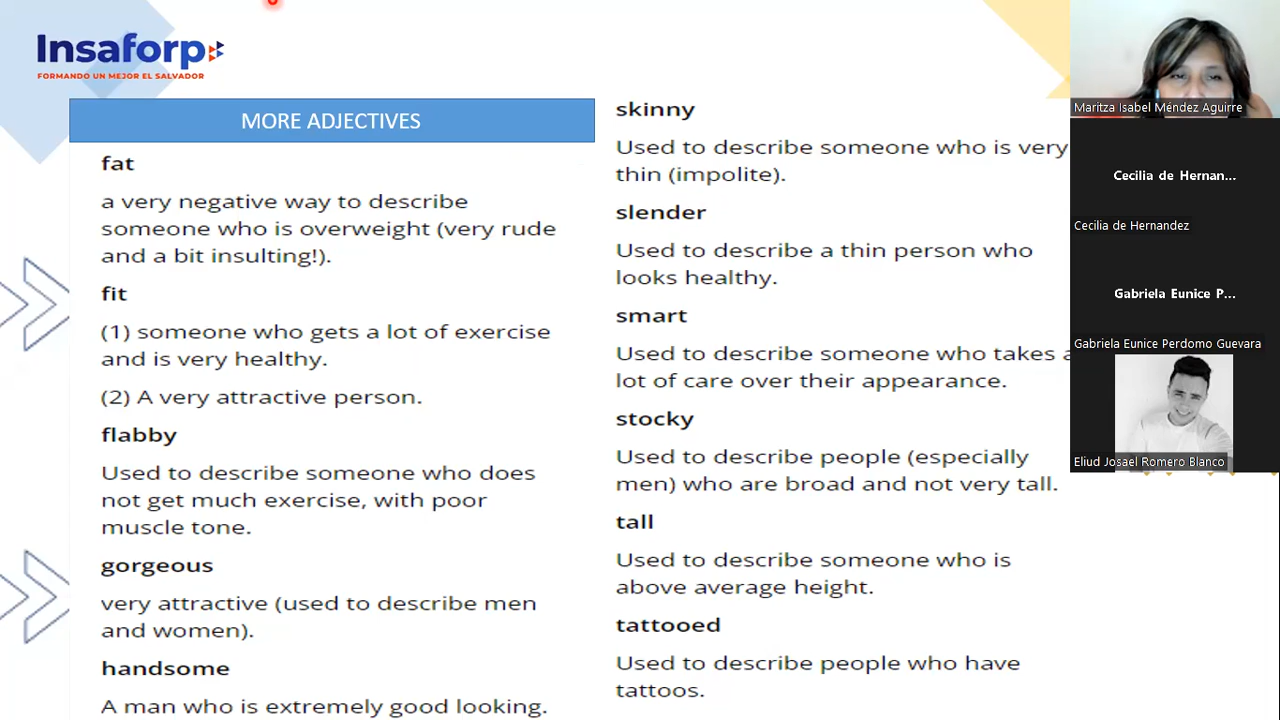 Insaforp
FORMANDO UN MEJOR EL SALVADOR
MORE ADJECTIVES
fat
a very negative way to describe
someone who is overweight (very rude
and a bit insulting!).
fit
(1) someone who gets a lot of exercise
and is very healthy.
(2) A very attractive person.
flabby
Used to describe someone who does
not get much exercise, with poor
muscle tone.
gorgeous
very attractive (used to describe men
and women).
handsome
A man who is extremely good looking.
skinny
Used to describe someone who is very
thin (impolite).
slender
Used to describe a thin person who
looks healthy.
smart
Used to describe someone who takes a
lot of care over their appearance.
stocky
Used to describe people (especially
men) who are broad and not very tall.
tall
Used to describe someone who is
above average height.
tattooed
Used to describe people who have
tattoos.
Maritza Isabel Méndez Aguirre
Cecilia de Hernan...
Cecilia de Hernandez
Gabriela Eunice P...
Gabriela Eunice Perdomo Guevara
Eliud Josael Romero Blanco